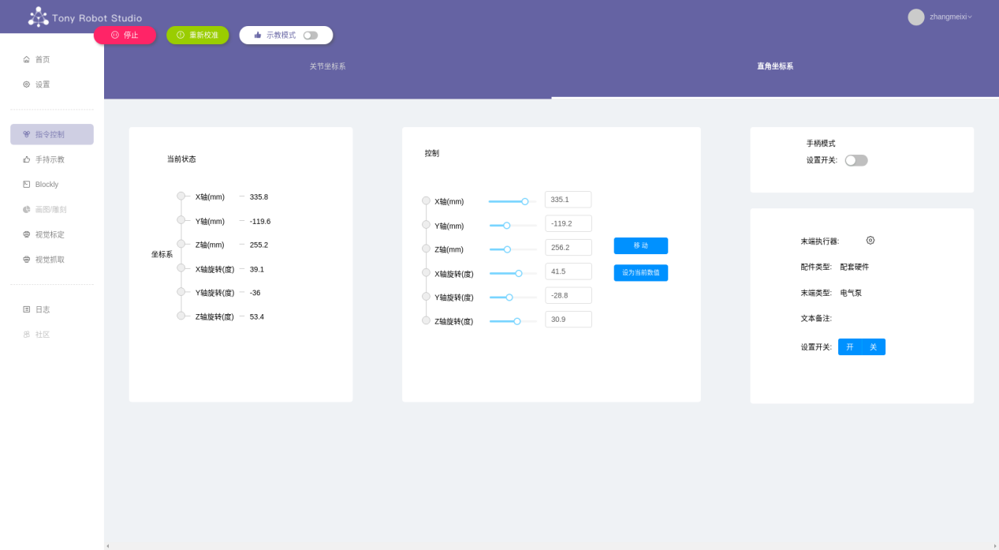 Tony Robot Studio
zhangmeixi
停止
重新校准
示教模式
首页
设置
指令控制
手持示教
Blockly
画图/雕刻
视觉标定
视觉抓取
日志
社区
关节坐标系
直角坐标系
当前状态
坐标系
X轴(mm) 335.8
Y轴(mm) -119.6
Z轴(mm) 255.2
X轴旋转(度) 39.1
Y轴旋转(度) -36
Z轴旋转(度) 53.4
控制
X轴(mm) 335.1
Y轴(mm) -119.2
Z轴(mm) 256.2
X轴旋转(度) 41.5
Y轴旋转(度) -28.8
Z轴旋转(度) 30.9
移 动
设为当前数值
手柄模式
设置开关:
末端执行器:
配件类型: 配套硬件
末端类型: 电气泵
文本备注:
设置开关: 开 关